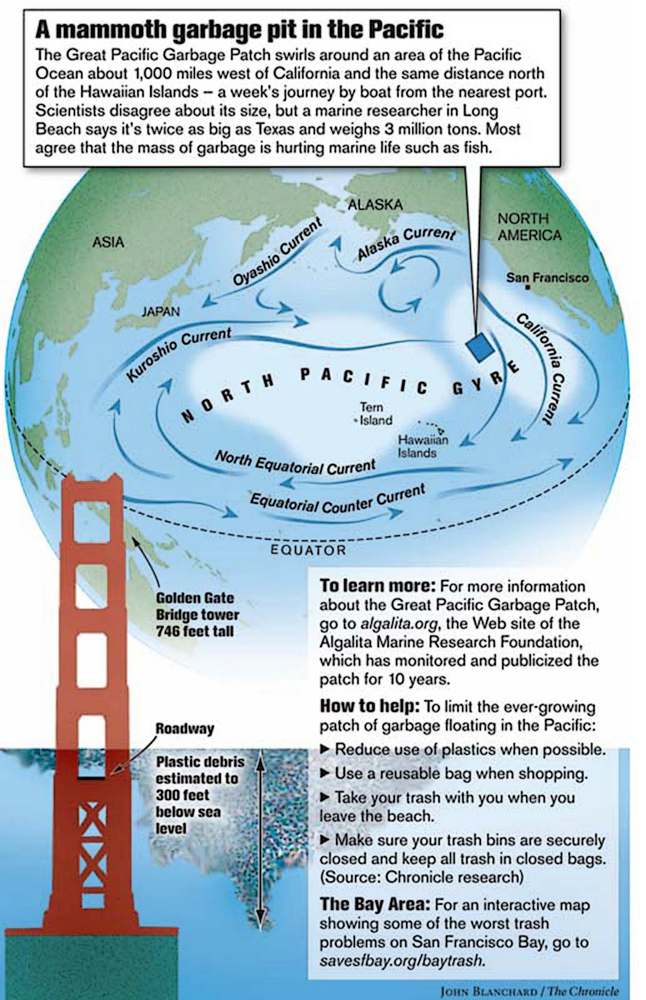 A mammoth garbage pit in the Pacific
The Great Pacific Garbage Patch swirls around an area of the Pacific
Ocean about 1,000 miles west of California and the same distance north
of the Hawaiian Islands – a week's journey by boat from the nearest port.
Scientists disagree about its size, but a marine researcher in Long
Beach says it's twice as big as Texas and weighs 3 million tons. Most
agree that the mass of garbage is hurting marine life such as fish.
ALASKA
NORTH
AMERICA
ASIA
Oyashio Current
Alaska Current
San Francisco
JAPAN
Kuroshio Current
California Current
NORTH PACIFIC GYRE
Tern
Island
Hawaiian
Islands
North Equatorial Current
Equatorial Counter Current
EQUATOR
Golden Gate
Bridge tower
746 feet tall
Roadway
Plastic debris
estimated to
300 feet
below sea
level
To learn more: For more information
about the Great Pacific Garbage Patch,
go to algalita.org, the Web site of the
Algalita Marine Research Foundation,
which has monitored and publicized the
patch for 10 years.
How to help: To limit the ever-growing
patch of garbage floating in the Pacific:
► Reduce use of plastics when possible.
► Use a reusable bag when shopping.
► Take your trash with you when you
leave the beach.
► Make sure your trash bins are securely
closed and keep all trash in closed bags.
(Source: Chronicle research)
The Bay Area: For an interactive map
showing some of the worst trash
problems on San Francisco Bay, go to
savesfbay.org/baytrash.
JOHN BLANCHARD / The Chronicle